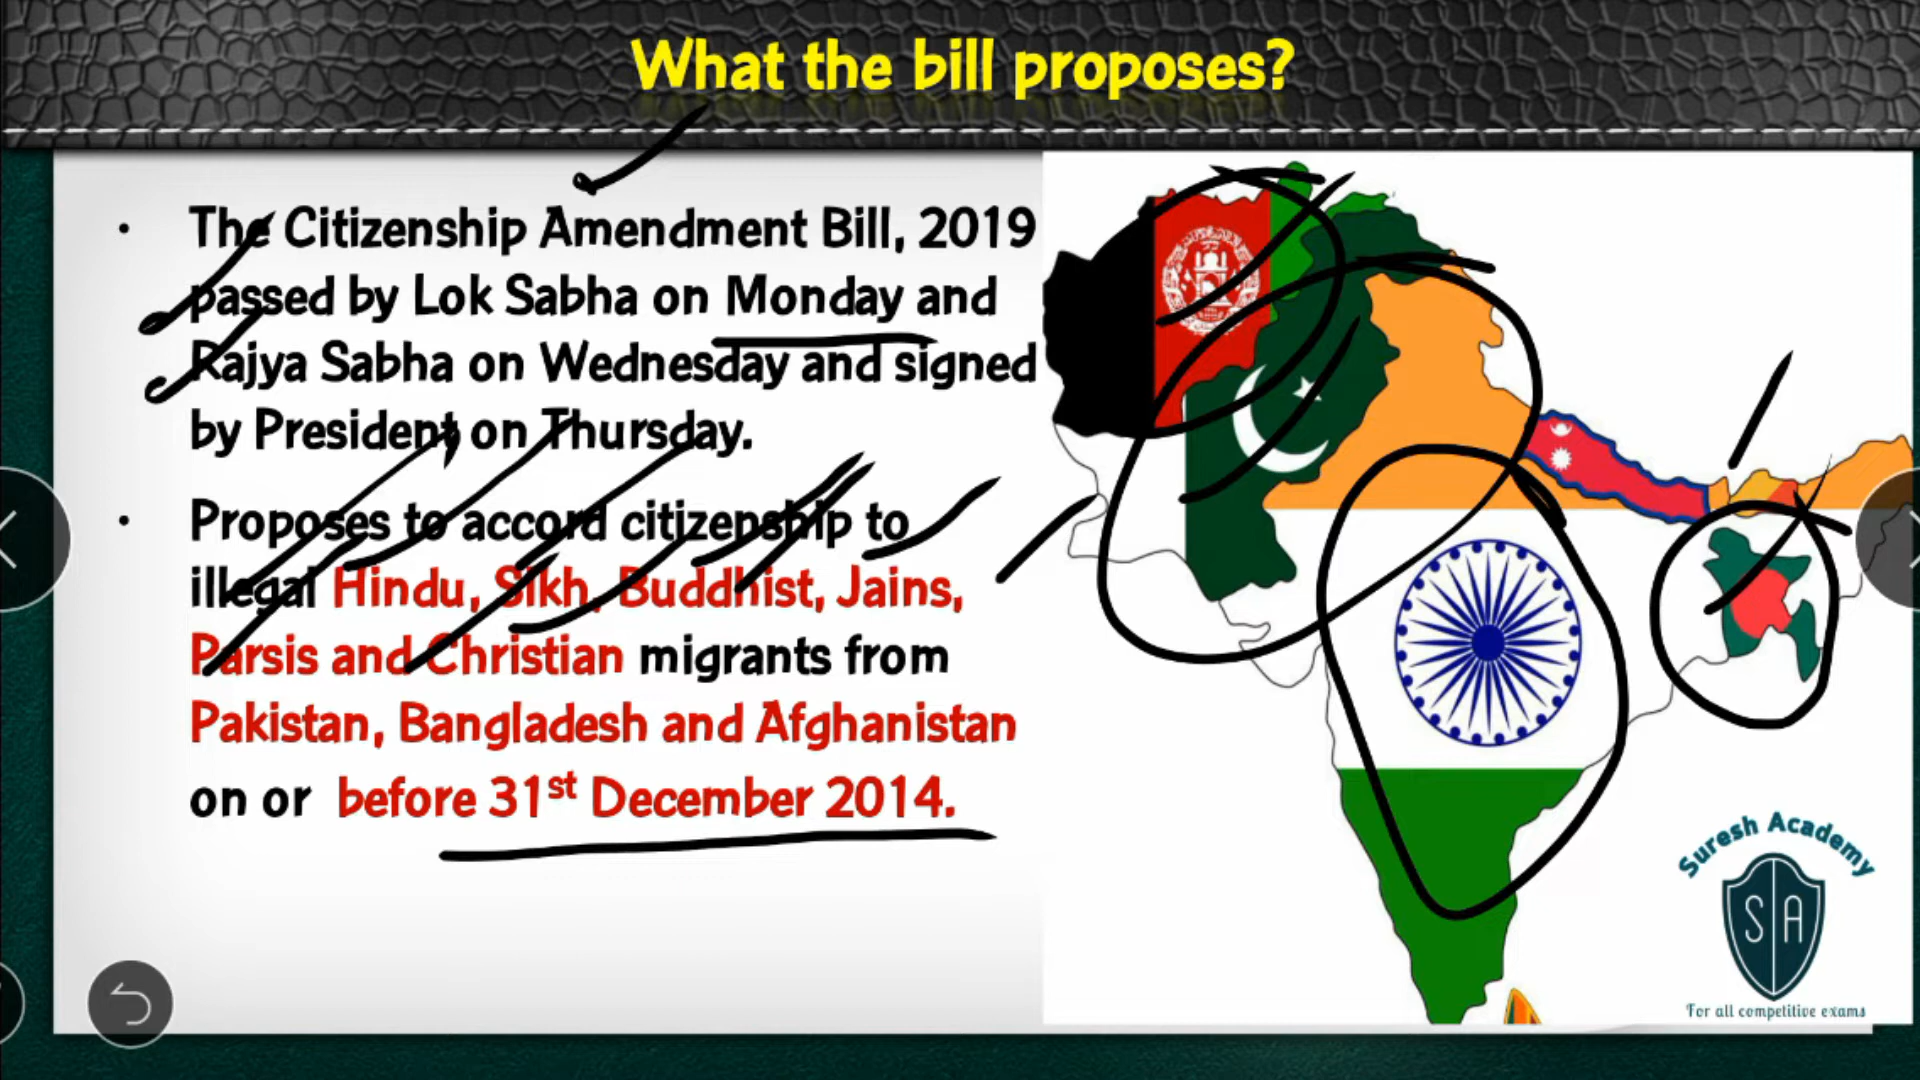 What the bill proposes?
• The Citizenship Amendment Bill, 2019
passed by Lok Sabha on Monday and
Rajya Sabha on Wednesday and signed
by President on Thursday.
• Proposes to accord citizenship to
illegal Hindu, Sikh, Buddhist, Jains,
Parsis and Christian migrants from
Pakistan, Bangladesh and Afghanistan
on or before 31st December 2014.
Suresh Academy
SA
For all competitive exams